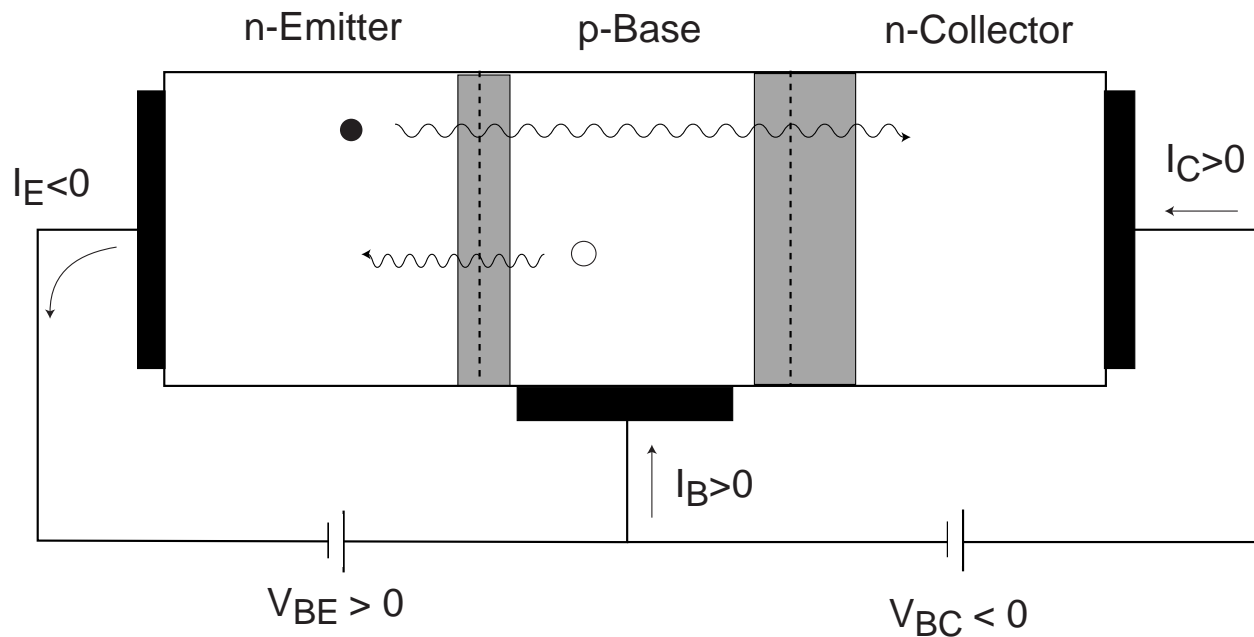 n-Emitter p-Base n-Collector
I_E<0
I_C>0
I_B>0
V_BE > 0
V_BC < 0